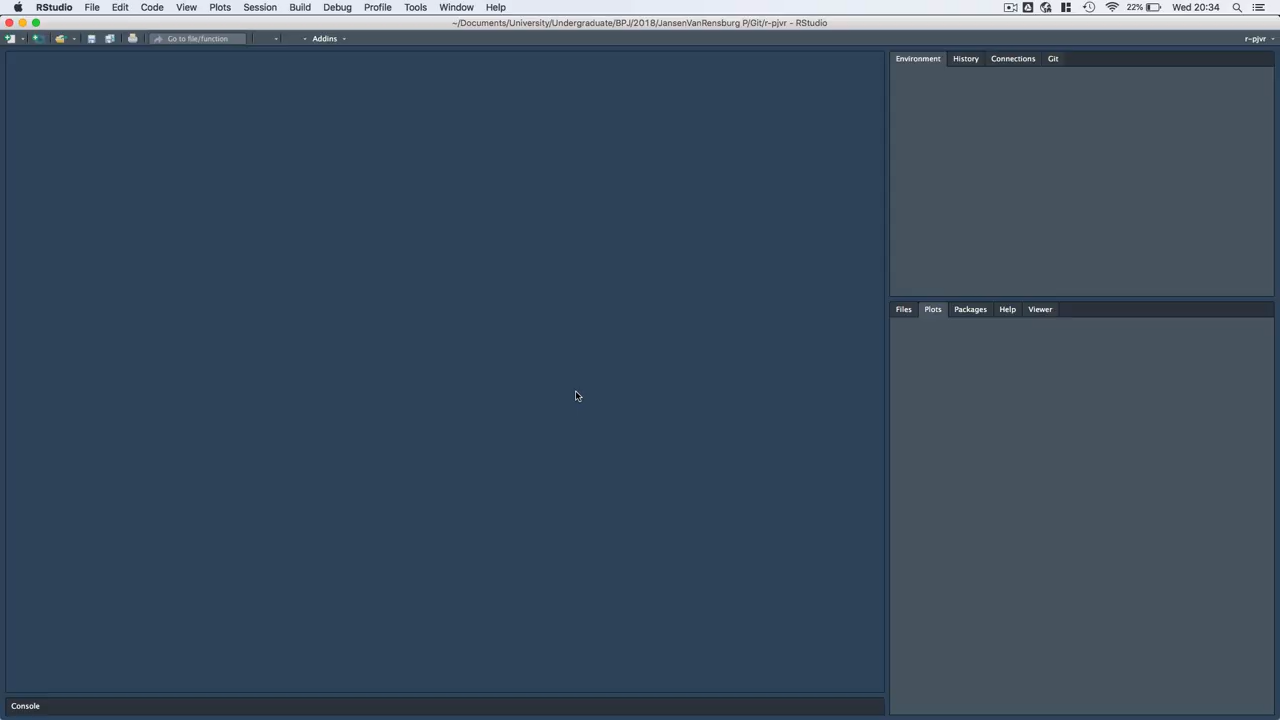 RStudio File Edit Code View Plots Session Build Debug Profile Tools Window Help 22% Wed 20:34
~/Documents/University/Undergraduate/BPJ/2018/JansenVanRensburg P/Git/r-pjvr - RStudio
Go to file/function Addins r-pjvr
Environment History Connections Git
Files Plots Packages Help Viewer
Console